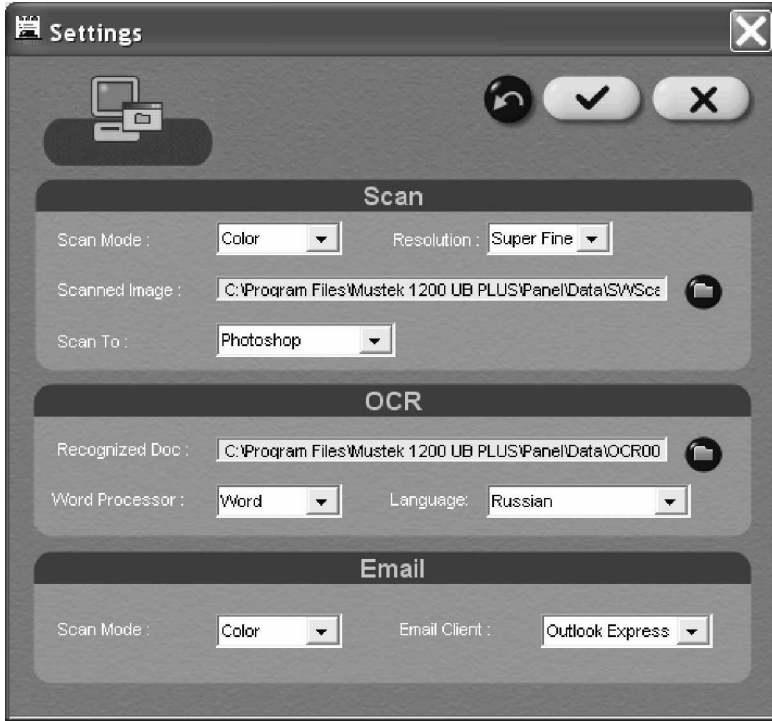 Settings
Scan
Scan Mode : Color Resolution : Super Fine
Scanned Image : C:\Program Files\Mustek 1200 UB PLUS\Panel\Data\SWSca
Scan To : Photoshop
OCR
Recognized Doc : C:\Program Files\Mustek 1200 UB PLUS\Panel\Data\OCR00
Word Processor : Word Language: Russian
Email
Scan Mode : Color Email Client : Outlook Express